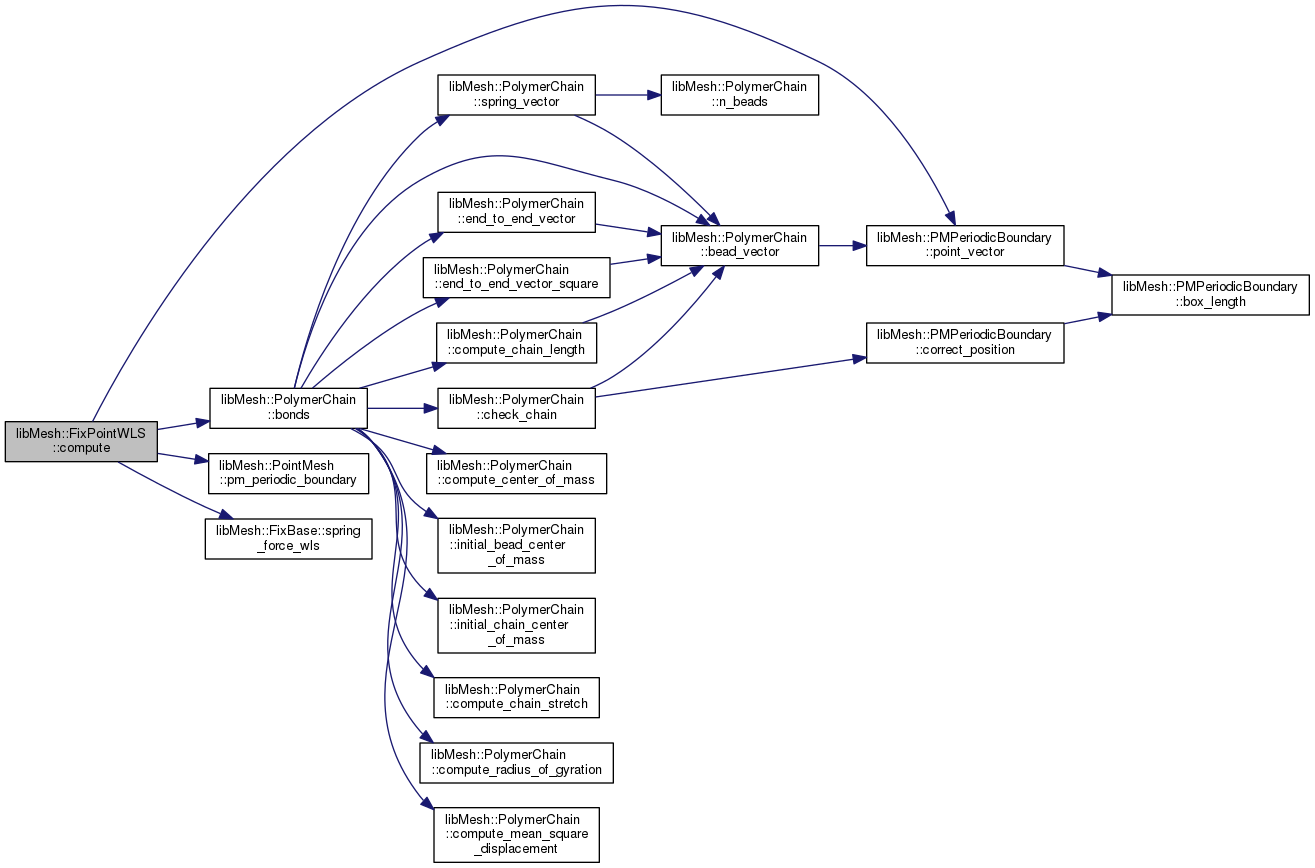 libMesh::FixPointWLS
::compute
libMesh::PolymerChain
::bonds
libMesh::PointMesh
::pm_periodic_boundary
libMesh::FixBase::spring
_force_wls
libMesh::PolymerChain
::spring_vector
libMesh::PolymerChain
::end_to_end_vector
libMesh::PolymerChain
::end_to_end_vector_square
libMesh::PolymerChain
::compute_chain_length
libMesh::PolymerChain
::check_chain
libMesh::PolymerChain
::compute_center_of_mass
libMesh::PolymerChain
::initial_bead_center
_of_mass
libMesh::PolymerChain
::initial_chain_center
_of_mass
libMesh::PolymerChain
::compute_chain_stretch
libMesh::PolymerChain
::compute_radius_of_gyration
libMesh::PolymerChain
::compute_mean_square
_displacement
libMesh::PolymerChain
::n_beads
libMesh::PolymerChain
::bead_vector
libMesh::PMPeriodicBoundary
::point_vector
libMesh::PMPeriodicBoundary
::correct_position
libMesh::PMPeriodicBoundary
::box_length